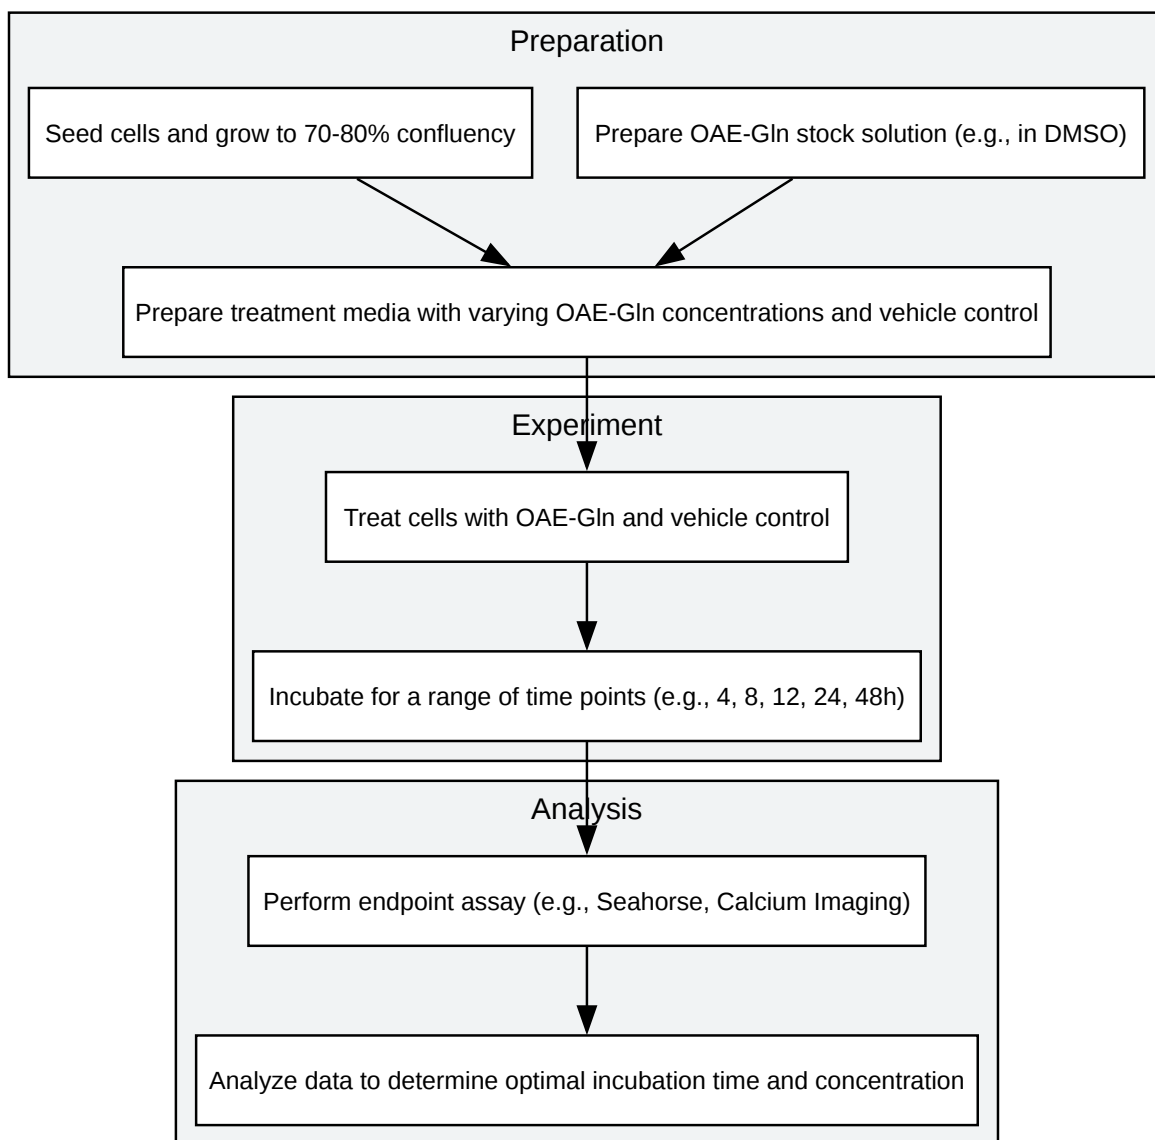 Preparation
Seed cells and grow to 70-80% confluency
Prepare OAE-Gln stock solution (e.g., in DMSO)
Prepare treatment media with varying OAE-Gln concentrations and vehicle control
Experiment
Treat cells with OAE-Gln and vehicle control
Incubate for a range of time points (e.g., 4, 8, 12, 24, 48h)
Analysis
Perform endpoint assay (e.g., Seahorse, Calcium Imaging)
Analyze data to determine optimal incubation time and concentration